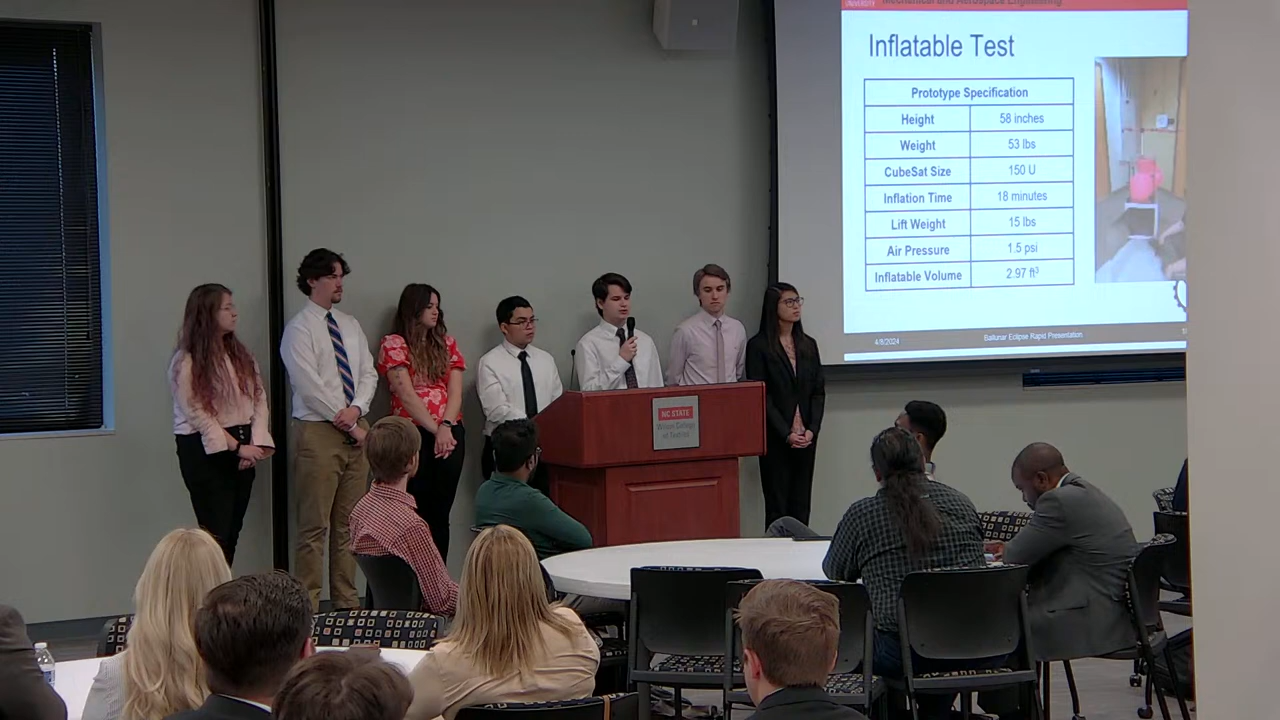 UNIVERSITY Mechanical and Aerospace Engineering
Inflatable Test
Prototype Specification
Height 58 inches
Weight 53 lbs
CubeSat Size 150 U
Inflation Time 18 minutes
Lift Weight 15 lbs
Air Pressure 1.5 psi
Inflatable Volume 2.97 ft³
4/8/2024 Ballunar Eclipse Rapid Presentation
NC STATE
Wilson College
of Textiles